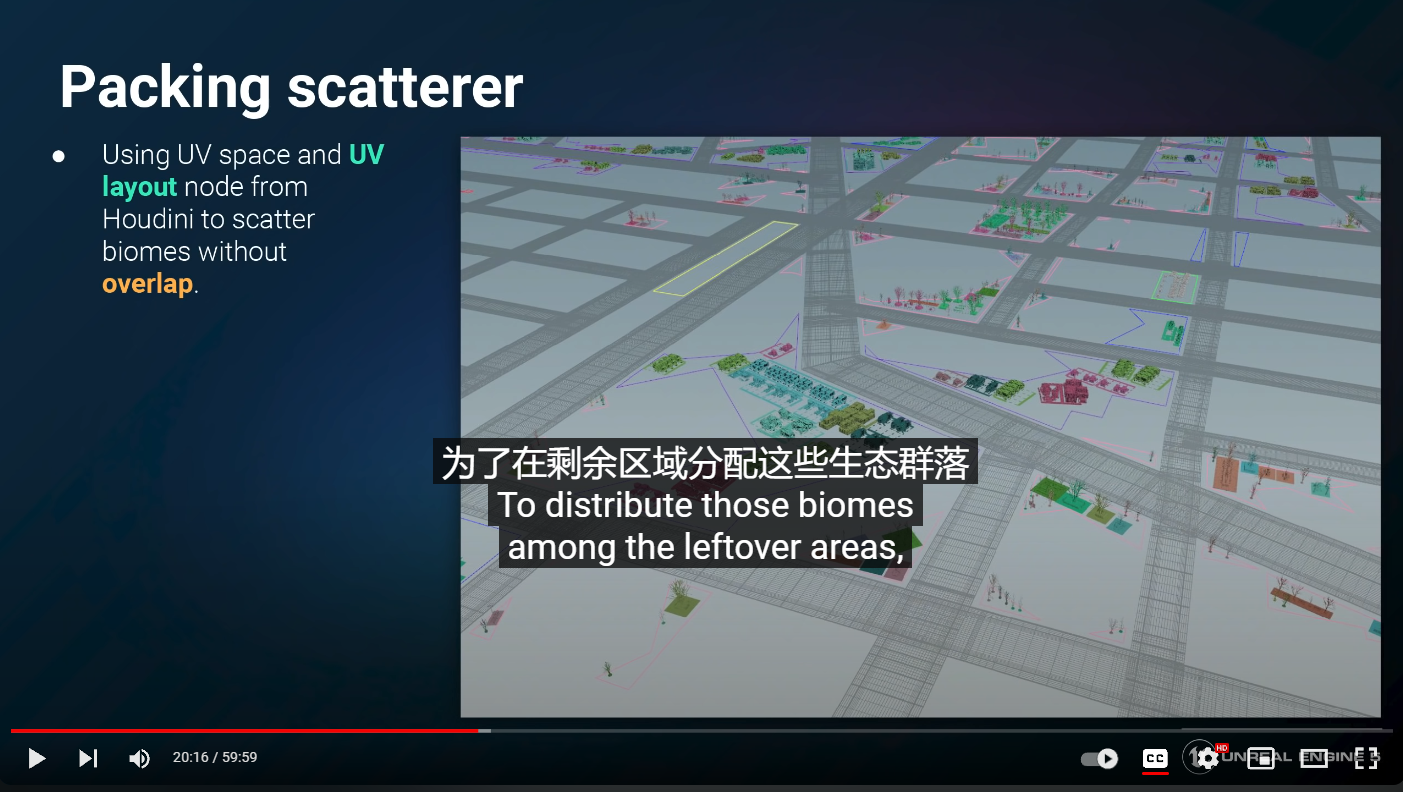 Packing scatterer
● Using UV space and UV
layout node from
Houdini to scatter
biomes without
overlap.
为了在剩余区域分配这些生态群落
To distribute those biomes
among the leftover areas,
20:16 / 59:59
CC
HD
UNREAL ENGINE 5